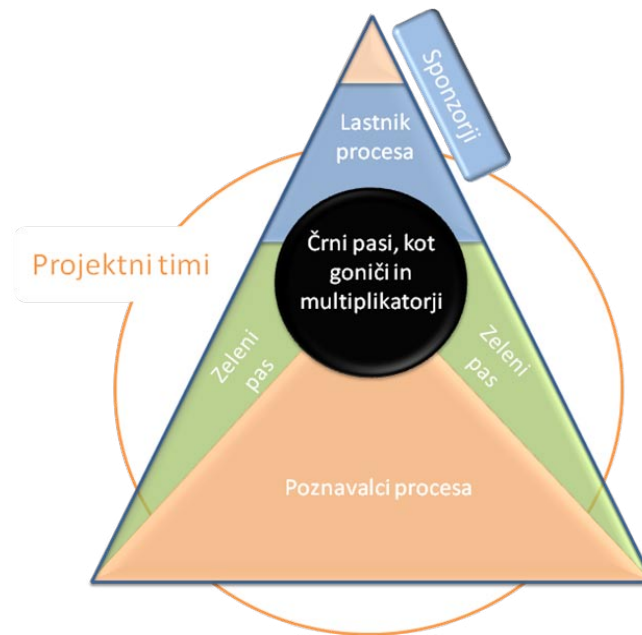 Sponzorji
Lastnik
procesa
Projektni timi
Črni pasi, kot
goniči in
multiplikatorji
Zeleni
pas
Zeleni
pas
Poznavalci procesa